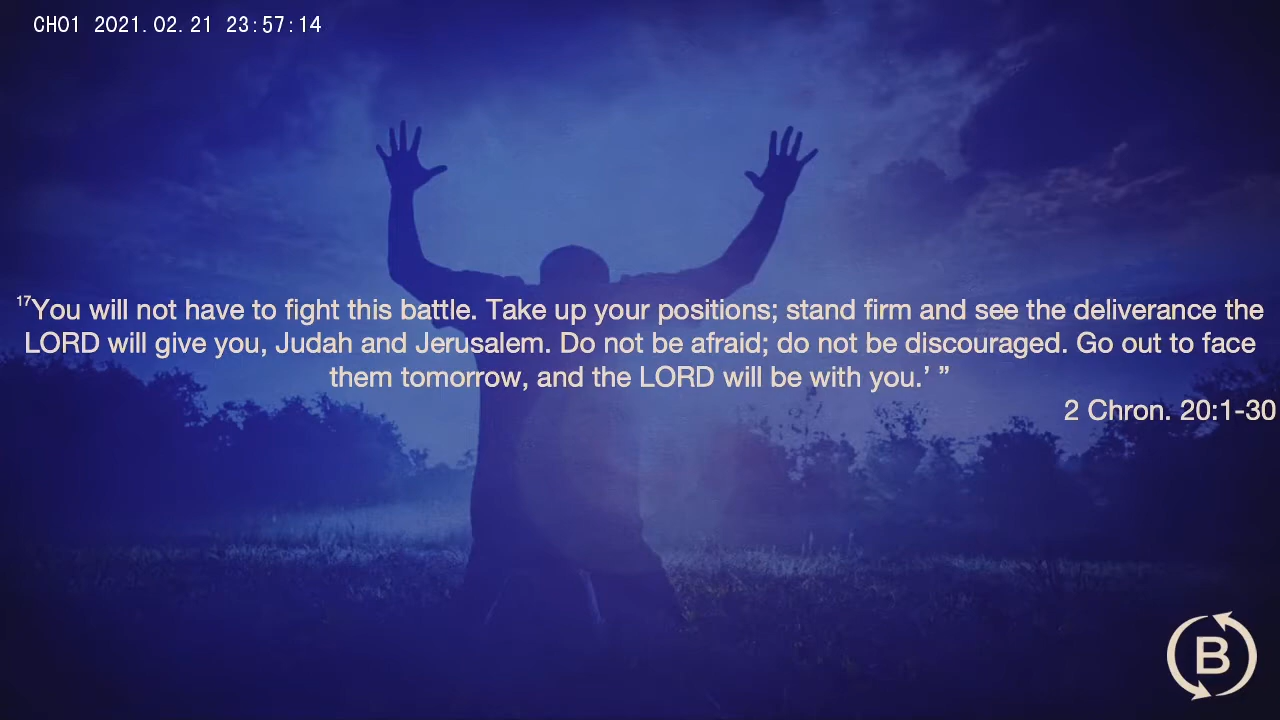 CH01 2021.02.21 23:57:14
¹⁷You will not have to fight this battle. Take up your positions; stand firm and see the deliverance the
LORD will give you, Judah and Jerusalem. Do not be afraid; do not be discouraged. Go out to face
them tomorrow, and the LORD will be with you.’ ”
2 Chron. 20:1-30
B